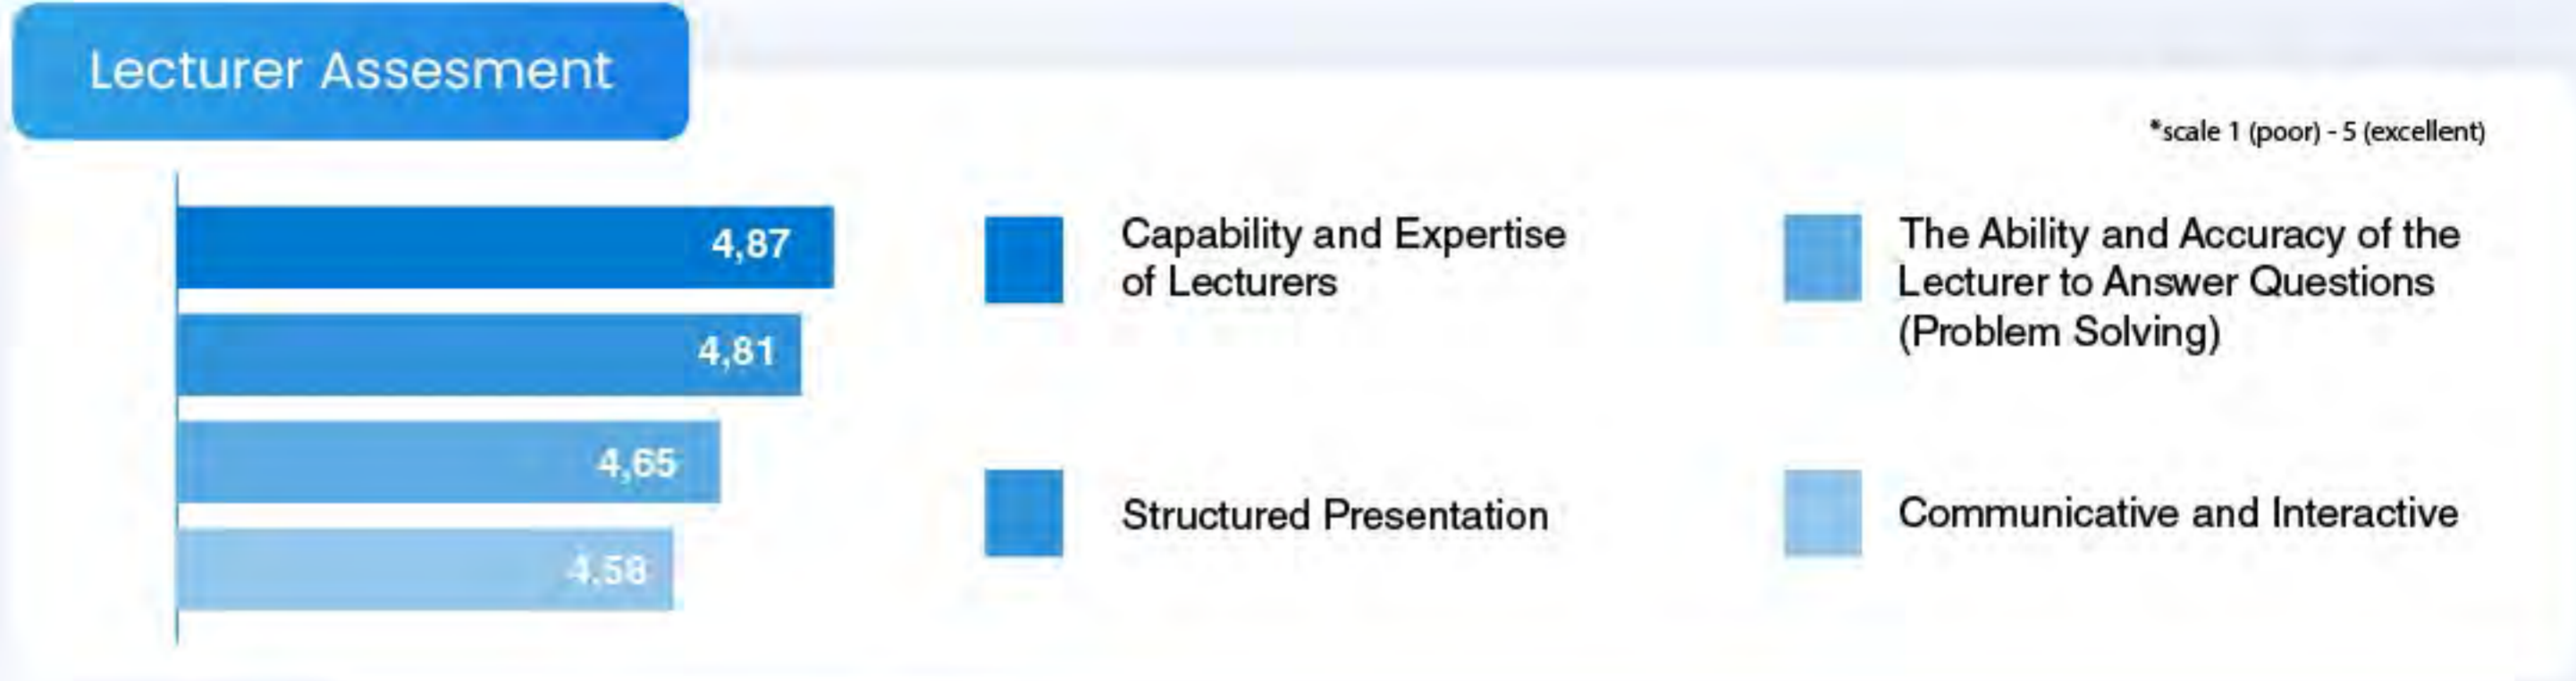 Lecturer Assesment
*scale 1 (poor) - 5 (excellent)
4,87
4,81
4,65
4.58
Capability and Expertise
of Lecturers
Structured Presentation
The Ability and Accuracy of the
Lecturer to Answer Questions
(Problem Solving)
Communicative and Interactive